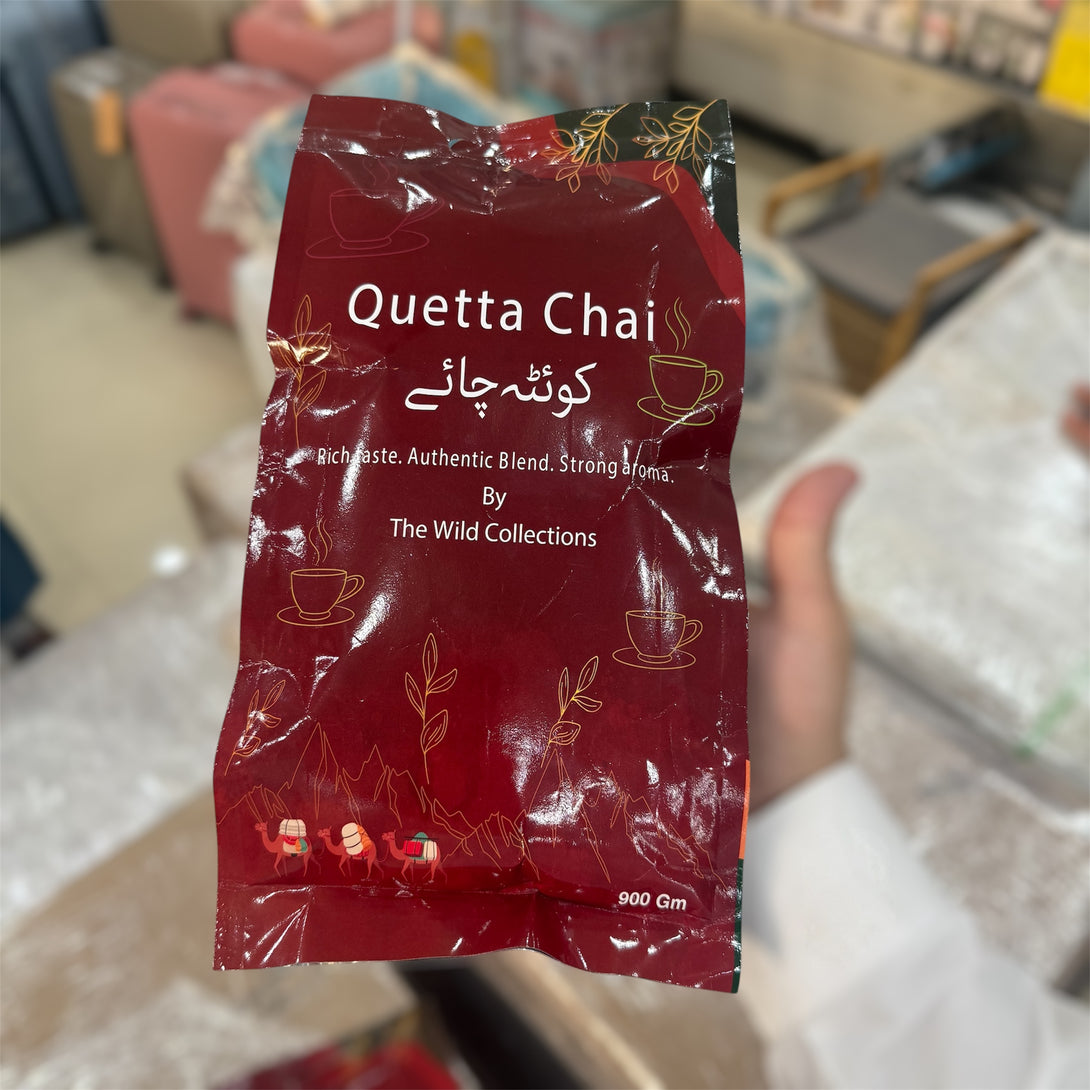 Quetta Chai
کوئٹہ چائے
Rich taste. Authentic Blend. Strong aroma.
By
The Wild Collections
900 Gm